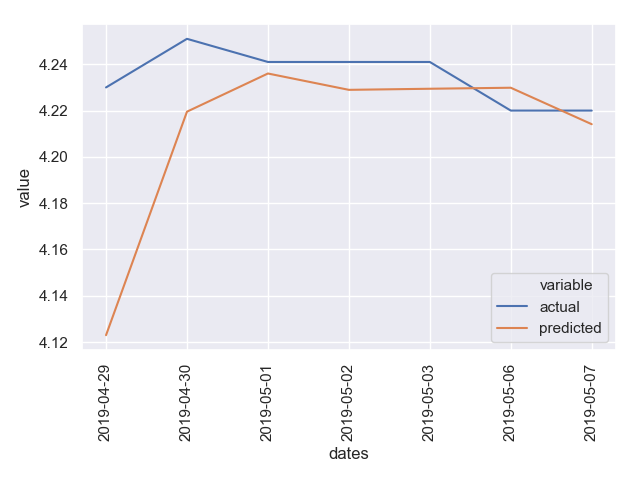 4.24
4.22
4.20
4.18
4.16
4.14
4.12
value
variable
actual
predicted
2019-04-29
2019-04-30
2019-05-01
2019-05-02
2019-05-03
2019-05-06
2019-05-07
dates